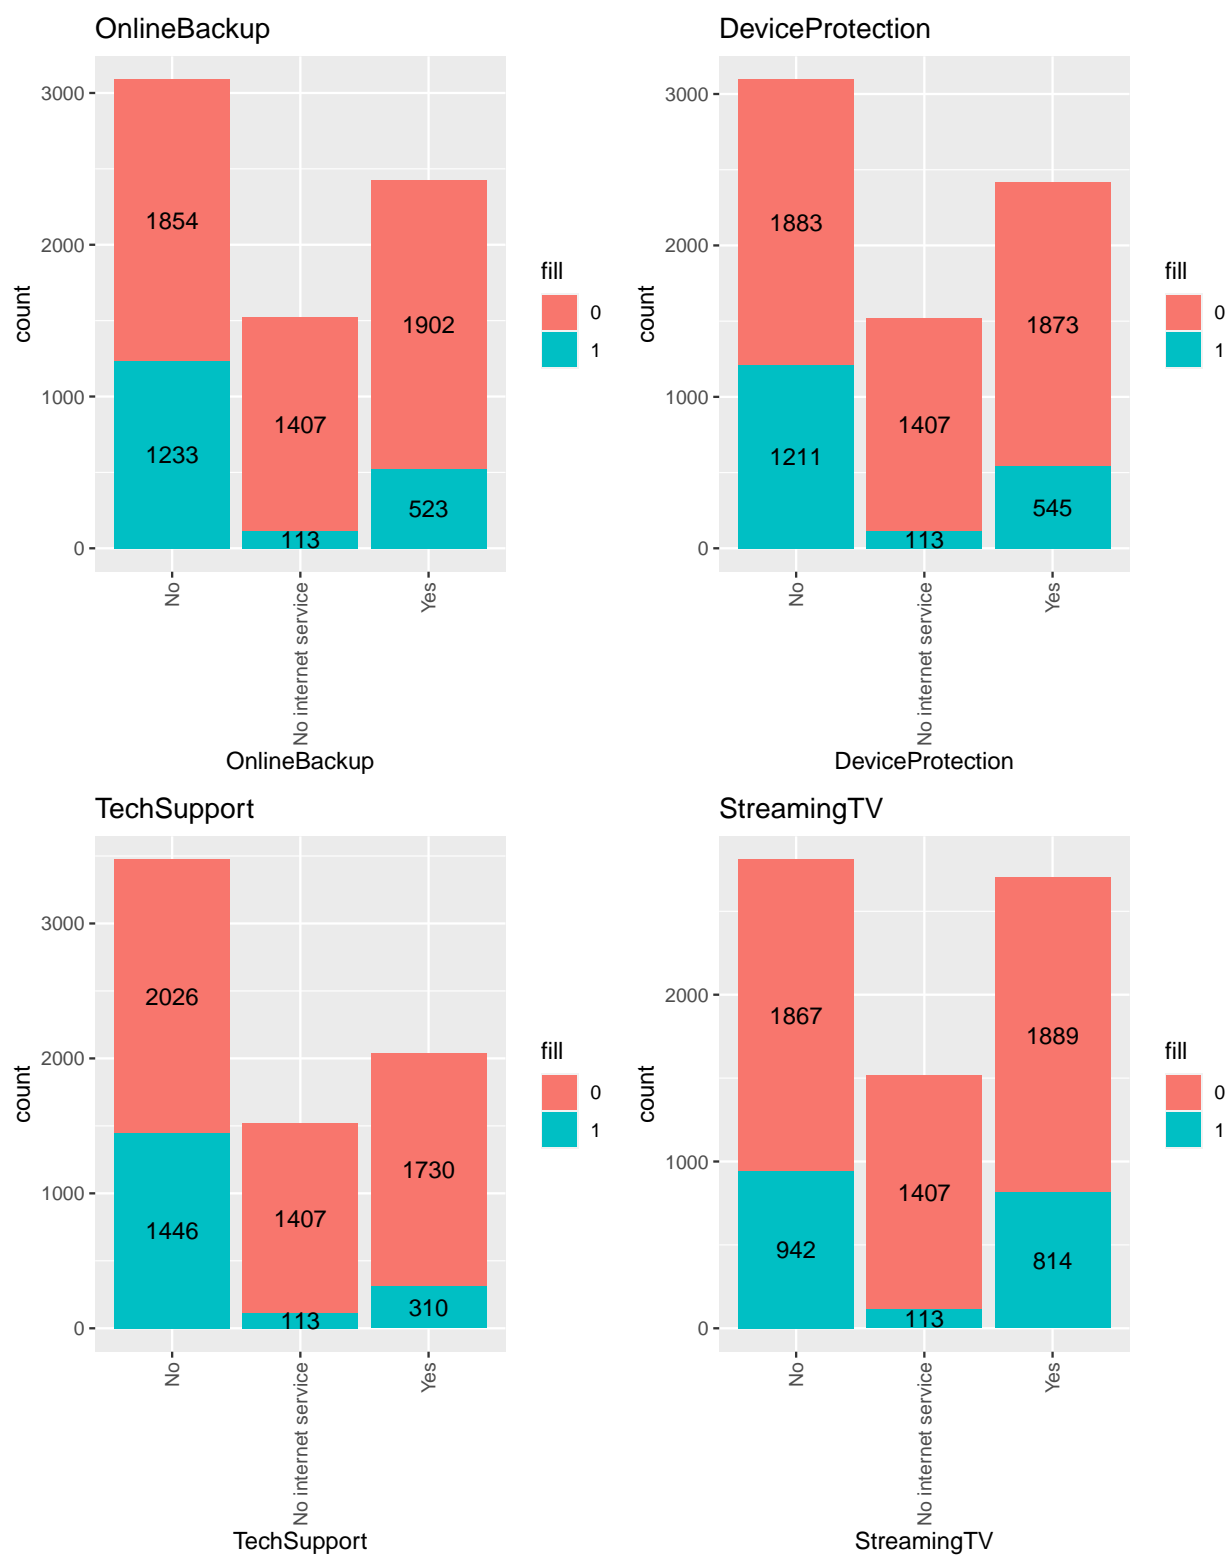 OnlineBackup
3000
2000
1000
0
count
1854
1233
1407
113
1902
523
No
No internet service
Yes
OnlineBackup
fill
0
1
DeviceProtection
3000
2000
1000
0
count
1883
1211
1407
113
1873
545
No
No internet service
Yes
DeviceProtection
fill
0
1
TechSupport
3000
2000
1000
0
count
2026
1446
1407
113
1730
310
No
No internet service
Yes
TechSupport
fill
0
1
StreamingTV
2000
1000
0
count
1867
942
1407
113
1889
814
No
No internet service
Yes
StreamingTV
fill
0
1